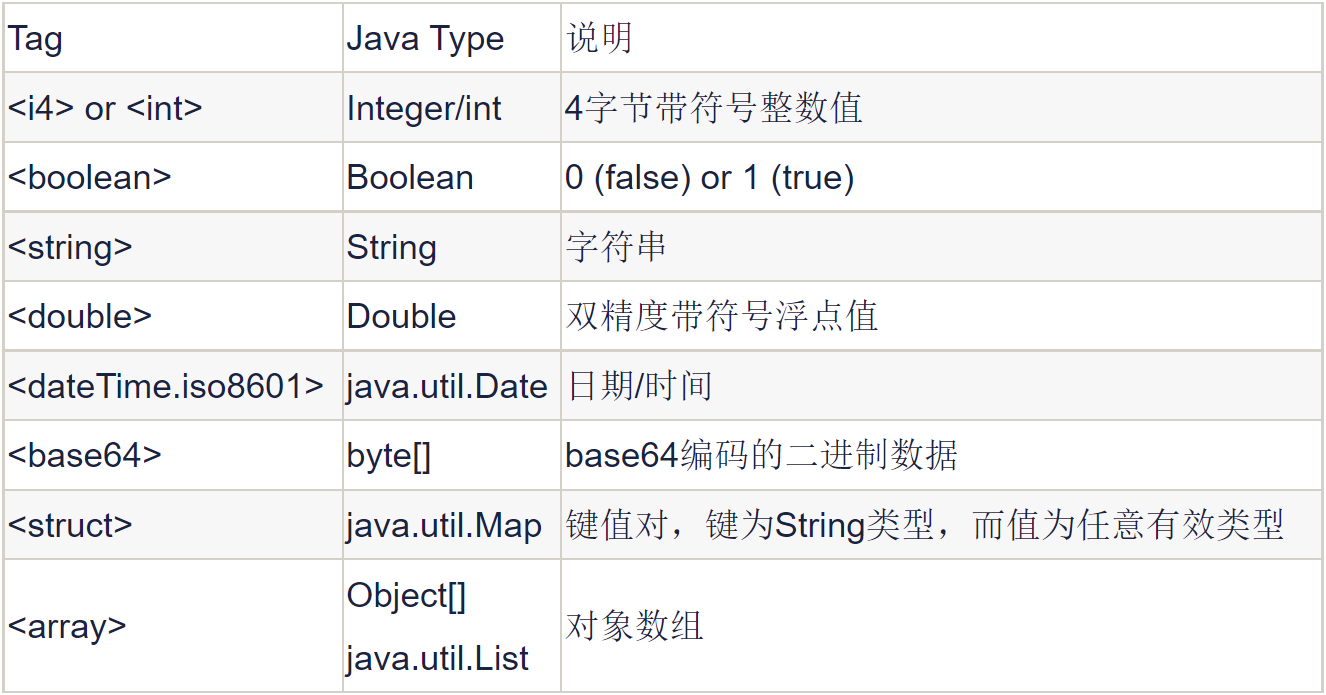 Tag Java Type 说明
<i4> or <int> Integer/int 4字节带符号整数值
<boolean> Boolean 0 (false) or 1 (true)
<string> String 字符串
<double> Double 双精度带符号浮点值
<dateTime.iso8601> java.util.Date 日期/时间
<base64> byte[] base64编码的二进制数据
<struct> java.util.Map 键值对，键为String类型，而值为任意有效类型
<array> Object[] 对象数组
java.util.List